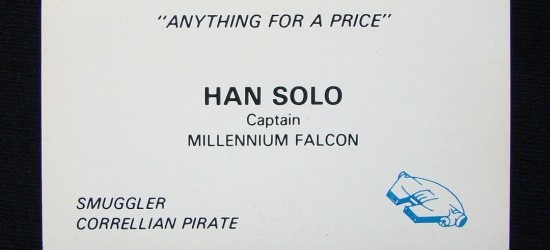 "ANYTHING FOR A PRICE"
HAN SOLO
Captain
MILLENNIUM FALCON
SMUGGLER
CORRELLIAN PIRATE